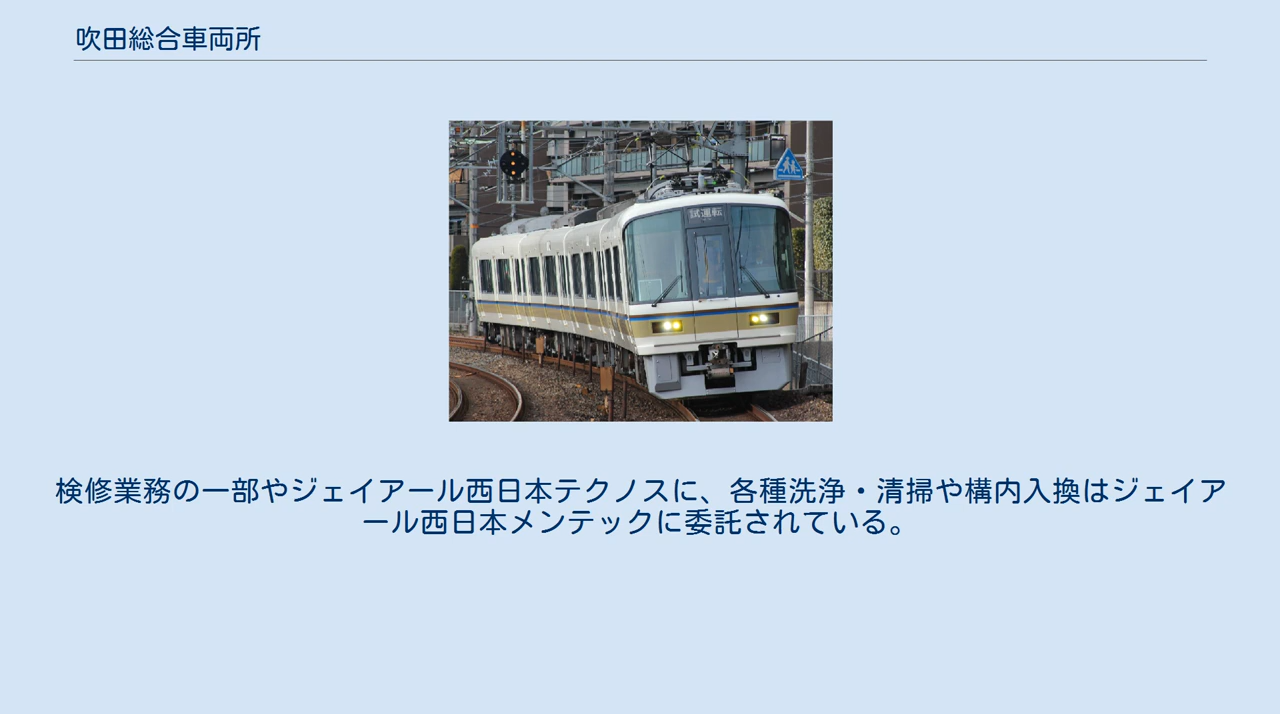 吹田総合車両所
試運転
検修業務の一部やジェイアール西日本テクノスに、各種洗浄・清掃や構内入換はジェイア
ール西日本メンテックに委託されている。